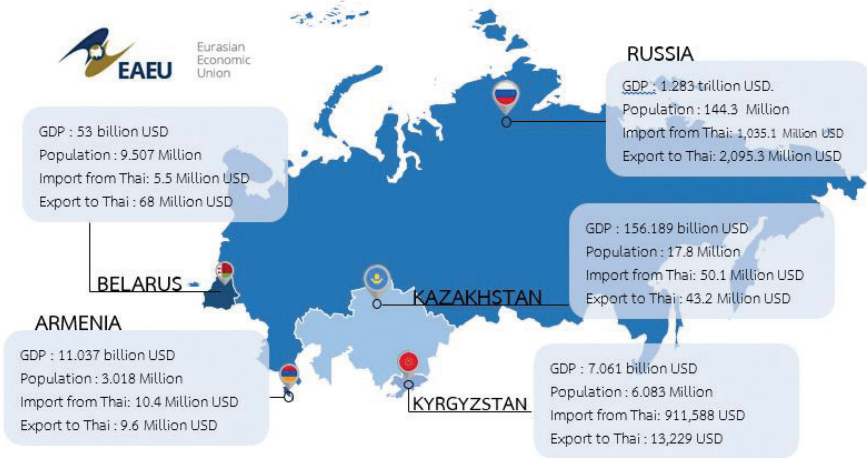 EAEU
Eurasian
Economic
Union
RUSSIA
GDP : 1.283 trillion USD.
Population : 144.3 Million
Import from Thai: 1,035.1 Million USD
Export to Thai: 2,095.3 Million USD
GDP : 53 billion USD
Population : 9.507 Million
Import from Thai: 5.5 Million USD
Export to Thai : 68 Million USD
BELARUS
GDP : 156.189 billion USD
Population : 17.8 Million
Import from Thai: 50.1 Million USD
Export to Thai : 43.2 Million USD
KAZAKHSTAN
ARMENIA
GDP : 11.037 billion USD
Population : 3.018 Million
Import from Thai: 10.4 Million USD
Export to Thai : 9.6 Million USD
GDP : 7.061 billion USD
Population : 6.083 Million
Import from Thai: 911,588 USD
Export to Thai : 13,229 USD
KYRGYZSTAN